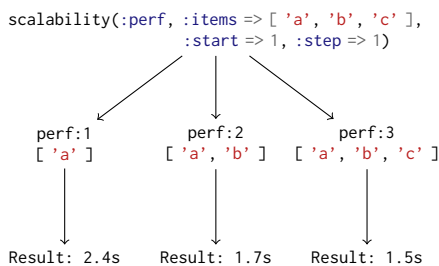 scalability(:perf, :items => [ 'a', 'b', 'c' ],
:start => 1, :step => 1)
perf:1 perf:2 perf:3
[ 'a' ] [ 'a', 'b' ] [ 'a', 'b', 'c' ]
Result: 2.4s Result: 1.7s Result: 1.5s